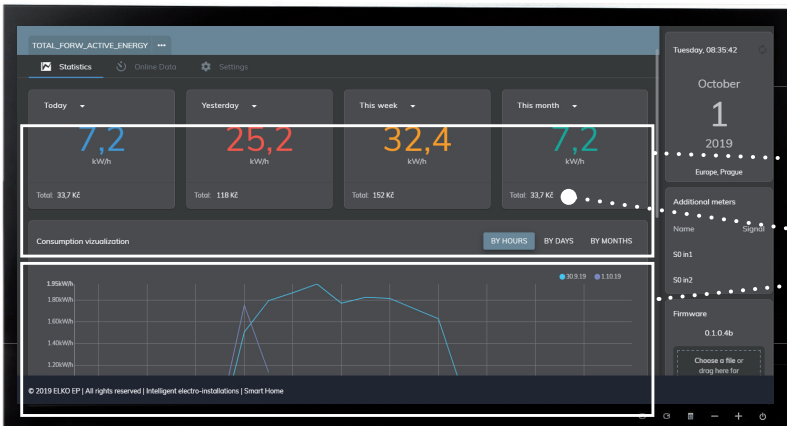 TOTAL_FORW_ACTIVE_ENERGY •••
Statistics Online Data Settings
Today Yesterday This week This month
7,2 25,2 32,4 7,2
kW/h kW/h kW/h kW/h
Total: 33,7 Kč Total: 118 Kč Total: 152 Kč Total: 33,7 Kč
Consumption vizualization BY HOURS BY DAYS BY MONTHS
30.9.19 1.10.19
1.95kW/h
1.80kW/h
1.60kW/h
1.40kW/h
1.20kW/h
© 2019 ELKO EP | All rights reserved | Intelligent electro-installations | Smart Home
Tuesday, 08:35:42
October
1
2019
Europe, Prague
Additional meters
Name Signal
S0 in1
S0 in2
Firmware
0.1.0.4b
Choose a file or
drag here for